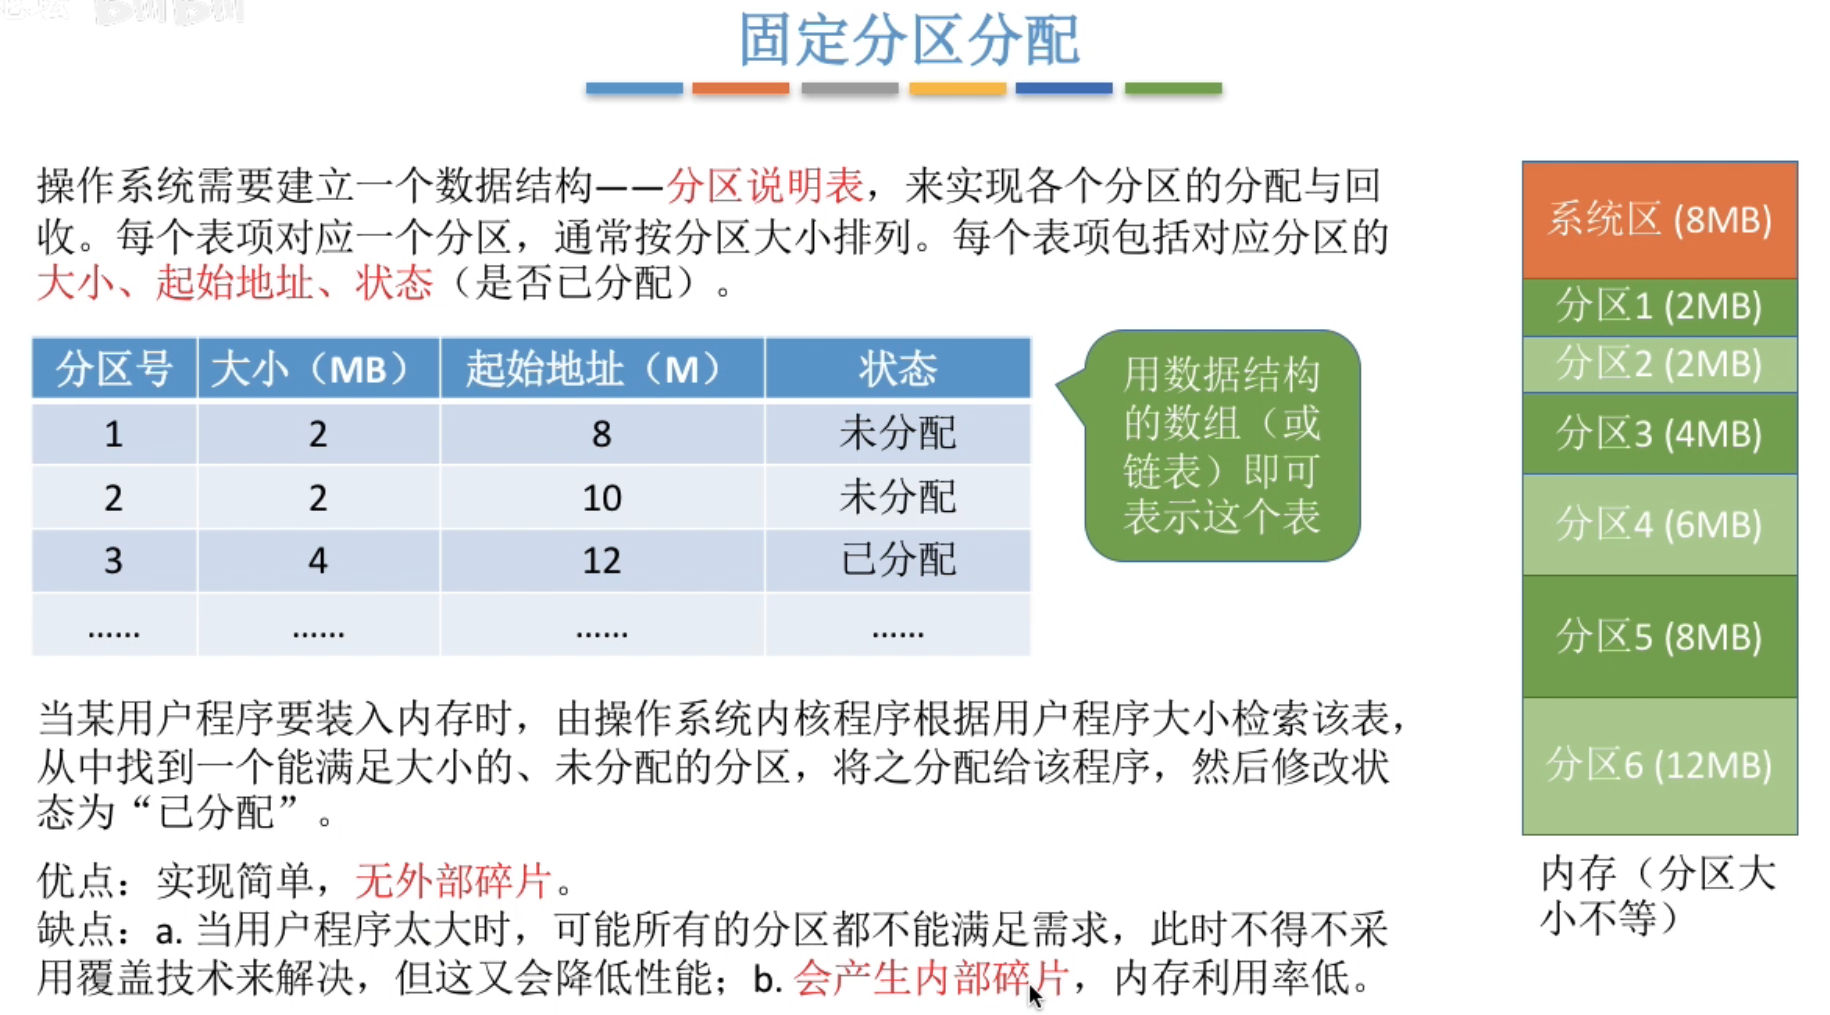 固定分区分配
操作系统需要建立一个数据结构——分区说明表，来实现各个分区的分配与回
收。每个表项对应一个分区，通常按分区大小排列。每个表项包括对应分区的
大小、起始地址、状态（是否已分配）。
分区号 大小（MB） 起始地址（M） 状态
1 2 8 未分配
2 2 10 未分配
3 4 12 已分配
…… …… …… ……
用数据结构
的数组（或
链表）即可
表示这个表
当某用户程序要装入内存时，由操作系统内核程序根据用户程序大小检索该表，
从中找到一个能满足大小的、未分配的分区，将之分配给该程序，然后修改状
态为“已分配”。
优点：实现简单，无外部碎片。
缺点：a. 当用户程序太大时，可能所有的分区都不能满足需求，此时不得不采
用覆盖技术来解决，但这又会降低性能；b. 会产生内部碎片，内存利用率低。
系统区 (8MB)
分区1 (2MB)
分区2 (2MB)
分区3 (4MB)
分区4 (6MB)
分区5 (8MB)
分区6 (12MB)
内存（分区大
小不等）